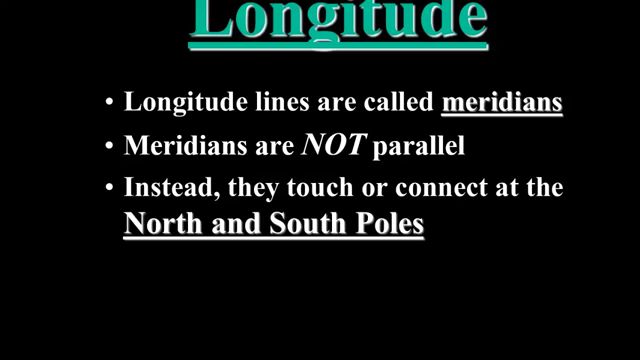 Longitude
• Longitude lines are called meridians
• Meridians are NOT parallel
• Instead, they touch or connect at the
North and South Poles